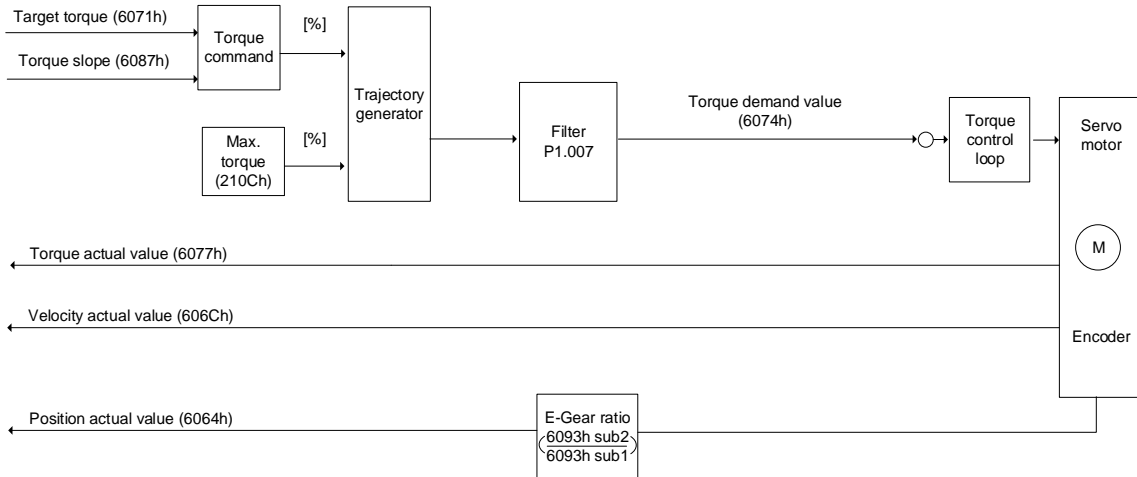 Target torque (6071h)
Torque slope (6087h)
Torque
command
[%]
Max.
torque
(210Ch)
[%]
Trajectory
generator
Filter
P1.007
Torque demand value
(6074h)
Torque
control
loop
Servo
motor
M
Encoder
Torque actual value (6077h)
Velocity actual value (606Ch)
Position actual value (6064h)
E-Gear ratio
(6093h sub2
6093h sub1)